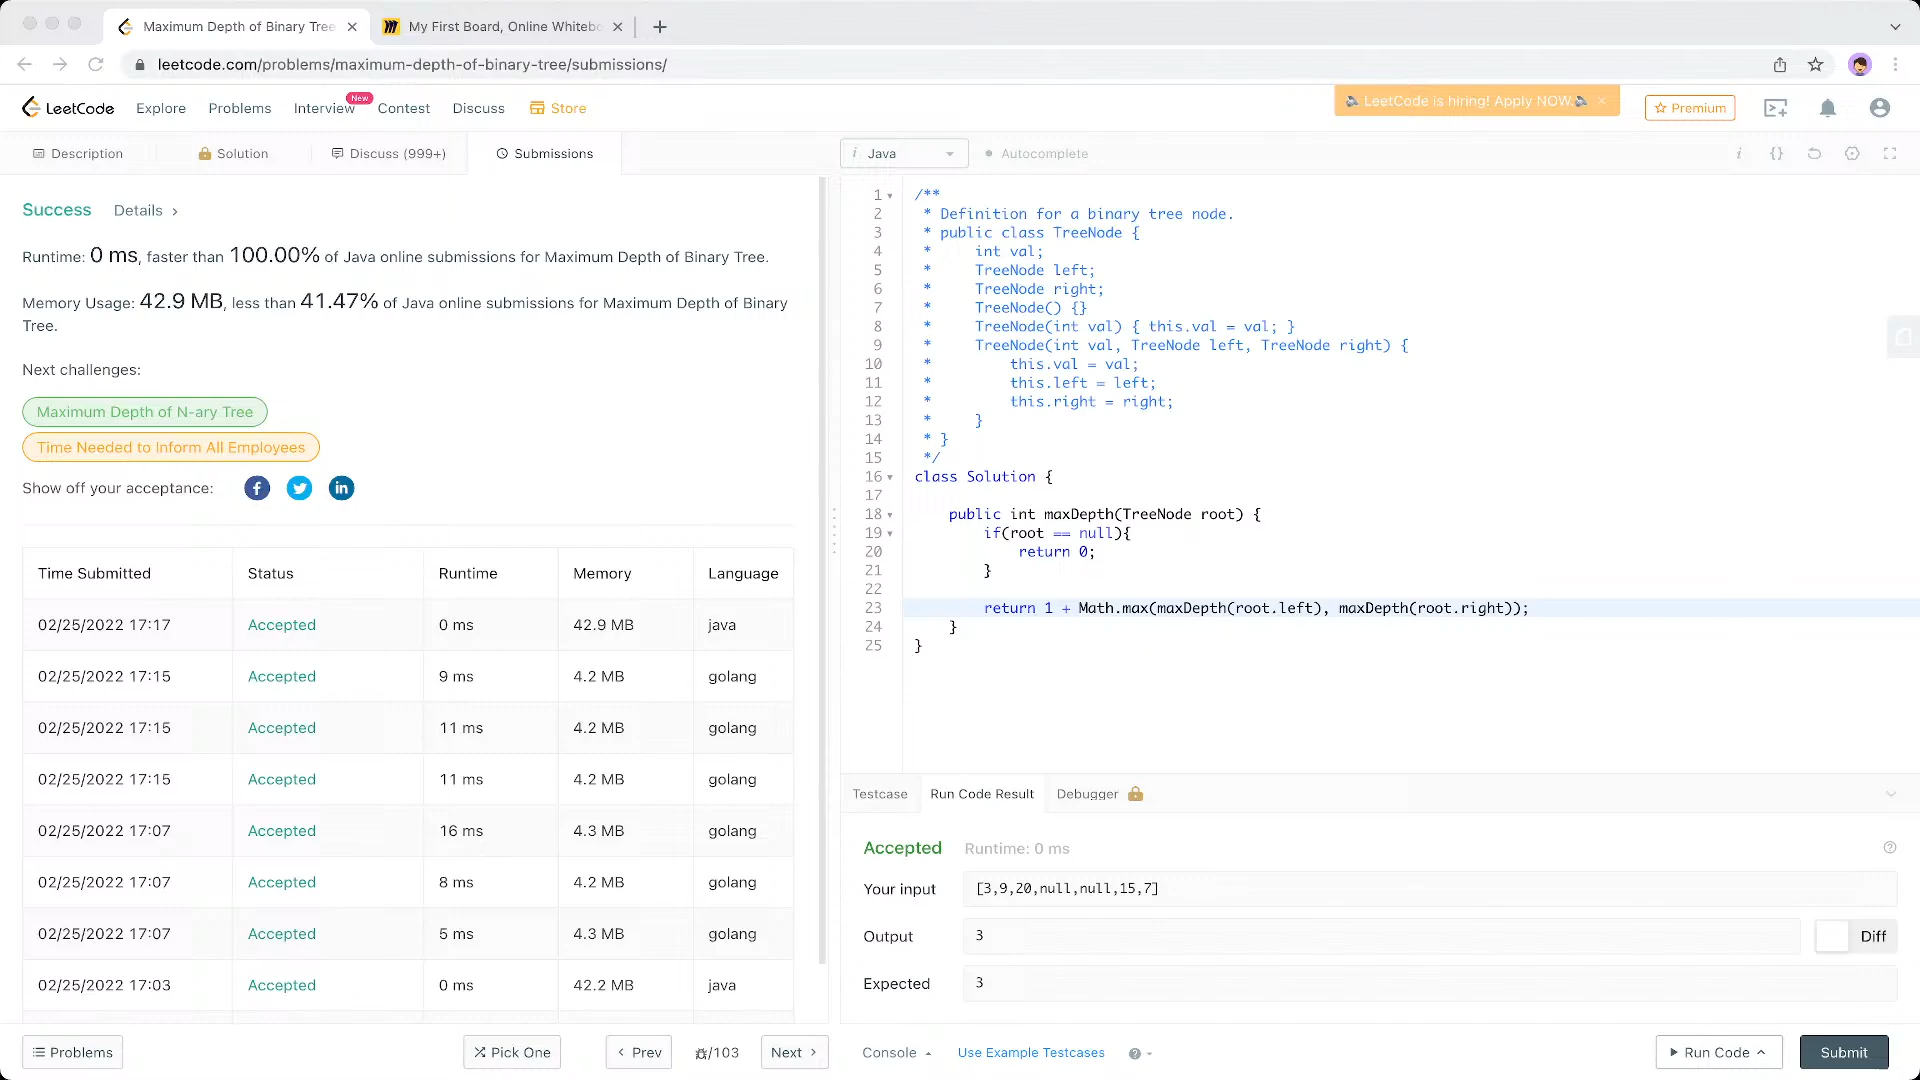 Maximum Depth of Binary Tree
My First Board, Online Whitebo
leetcode.com/problems/maximum-depth-of-binary-tree/submissions/
LeetCode
Explore
Problems
Interview
New
Contest
Discuss
Store
LeetCode is hiring! Apply NOW.
Premium
Description
Solution
Discuss (999+)
Submissions
Success
Details
Runtime: 0 ms, faster than 100.00% of Java online submissions for Maximum Depth of Binary Tree.
Memory Usage: 42.9 MB, less than 41.47% of Java online submissions for Maximum Depth of Binary
Tree.
Next challenges:
Maximum Depth of N-ary Tree
Time Needed to Inform All Employees
Show off your acceptance:
Time Submitted Status Runtime Memory Language
02/25/2022 17:17 Accepted 0 ms 42.9 MB java
02/25/2022 17:15 Accepted 9 ms 4.2 MB golang
02/25/2022 17:15 Accepted 11 ms 4.2 MB golang
02/25/2022 17:15 Accepted 11 ms 4.2 MB golang
02/25/2022 17:07 Accepted 16 ms 4.3 MB golang
02/25/2022 17:07 Accepted 8 ms 4.2 MB golang
02/25/2022 17:07 Accepted 5 ms 4.3 MB golang
02/25/2022 17:03 Accepted 0 ms 42.2 MB java
Problems
Pick One
Prev
/103
Next
i Java
Autocomplete
i {}
1 /**
2 * Definition for a binary tree node.
3 * public class TreeNode {
4 * int val;
5 * TreeNode left;
6 * TreeNode right;
7 * TreeNode() {}
8 * TreeNode(int val) { this.val = val; }
9 * TreeNode(int val, TreeNode left, TreeNode right) {
10 * this.val = val;
11 * this.left = left;
12 * this.right = right;
13 * }
14 * }
15 */
16 class Solution {
17
18 public int maxDepth(TreeNode root) {
19 if(root == null){
20 return 0;
21 }
22
23 return 1 + Math.max(maxDepth(root.left), maxDepth(root.right));
24 }
25 }
Testcase
Run Code Result
Debugger
Accepted Runtime: 0 ms
Your input [3,9,20,null,null,15,7]
Output 3
Diff
Expected 3
Console
Use Example Testcases
Run Code
Submit